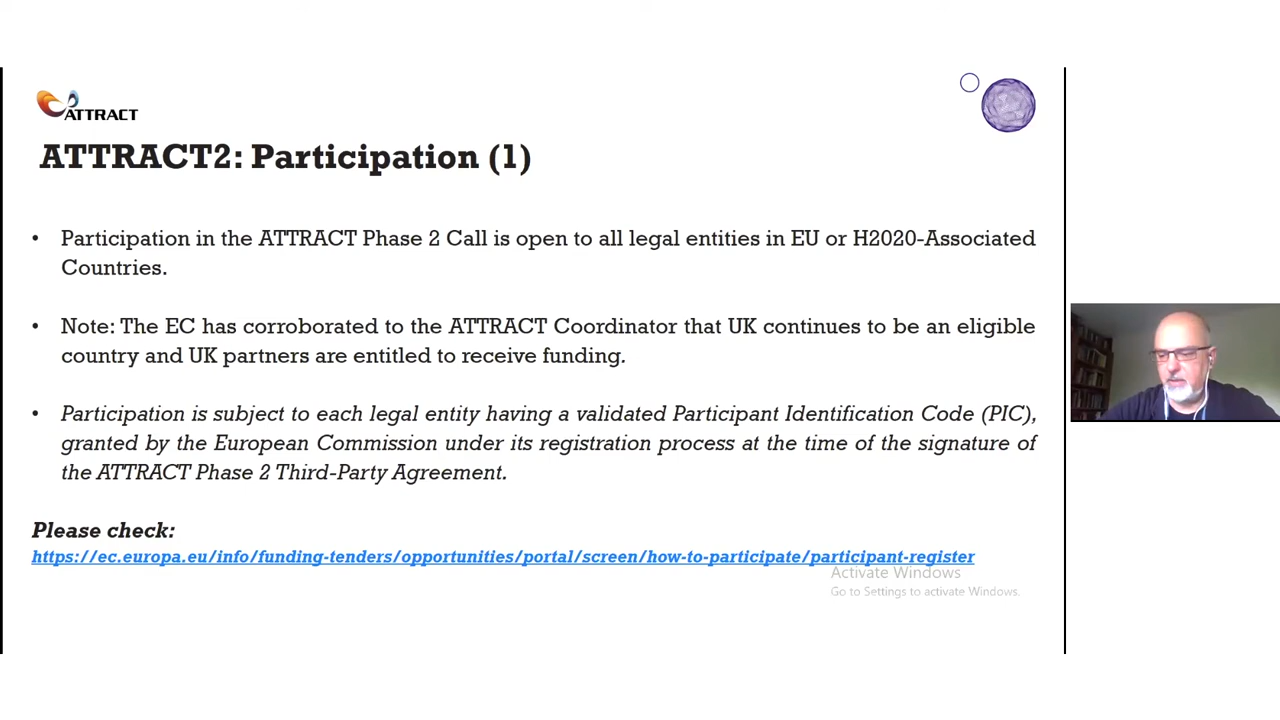 ATTRACT
ATTRACT2: Participation (1)
• Participation in the ATTRACT Phase 2 Call is open to all legal entities in EU or H2020-Associated
Countries.
• Note: The EC has corroborated to the ATTRACT Coordinator that UK continues to be an eligible
country and UK partners are entitled to receive funding.
• Participation is subject to each legal entity having a validated Participant Identification Code (PIC),
granted by the European Commission under its registration process at the time of the signature of
the ATTRACT Phase 2 Third-Party Agreement.
Please check:
https://ec.europa.eu/info/funding-tenders/opportunities/portal/screen/how-to-participate/participant-register
Activate Windows
Go to Settings to activate Windows.